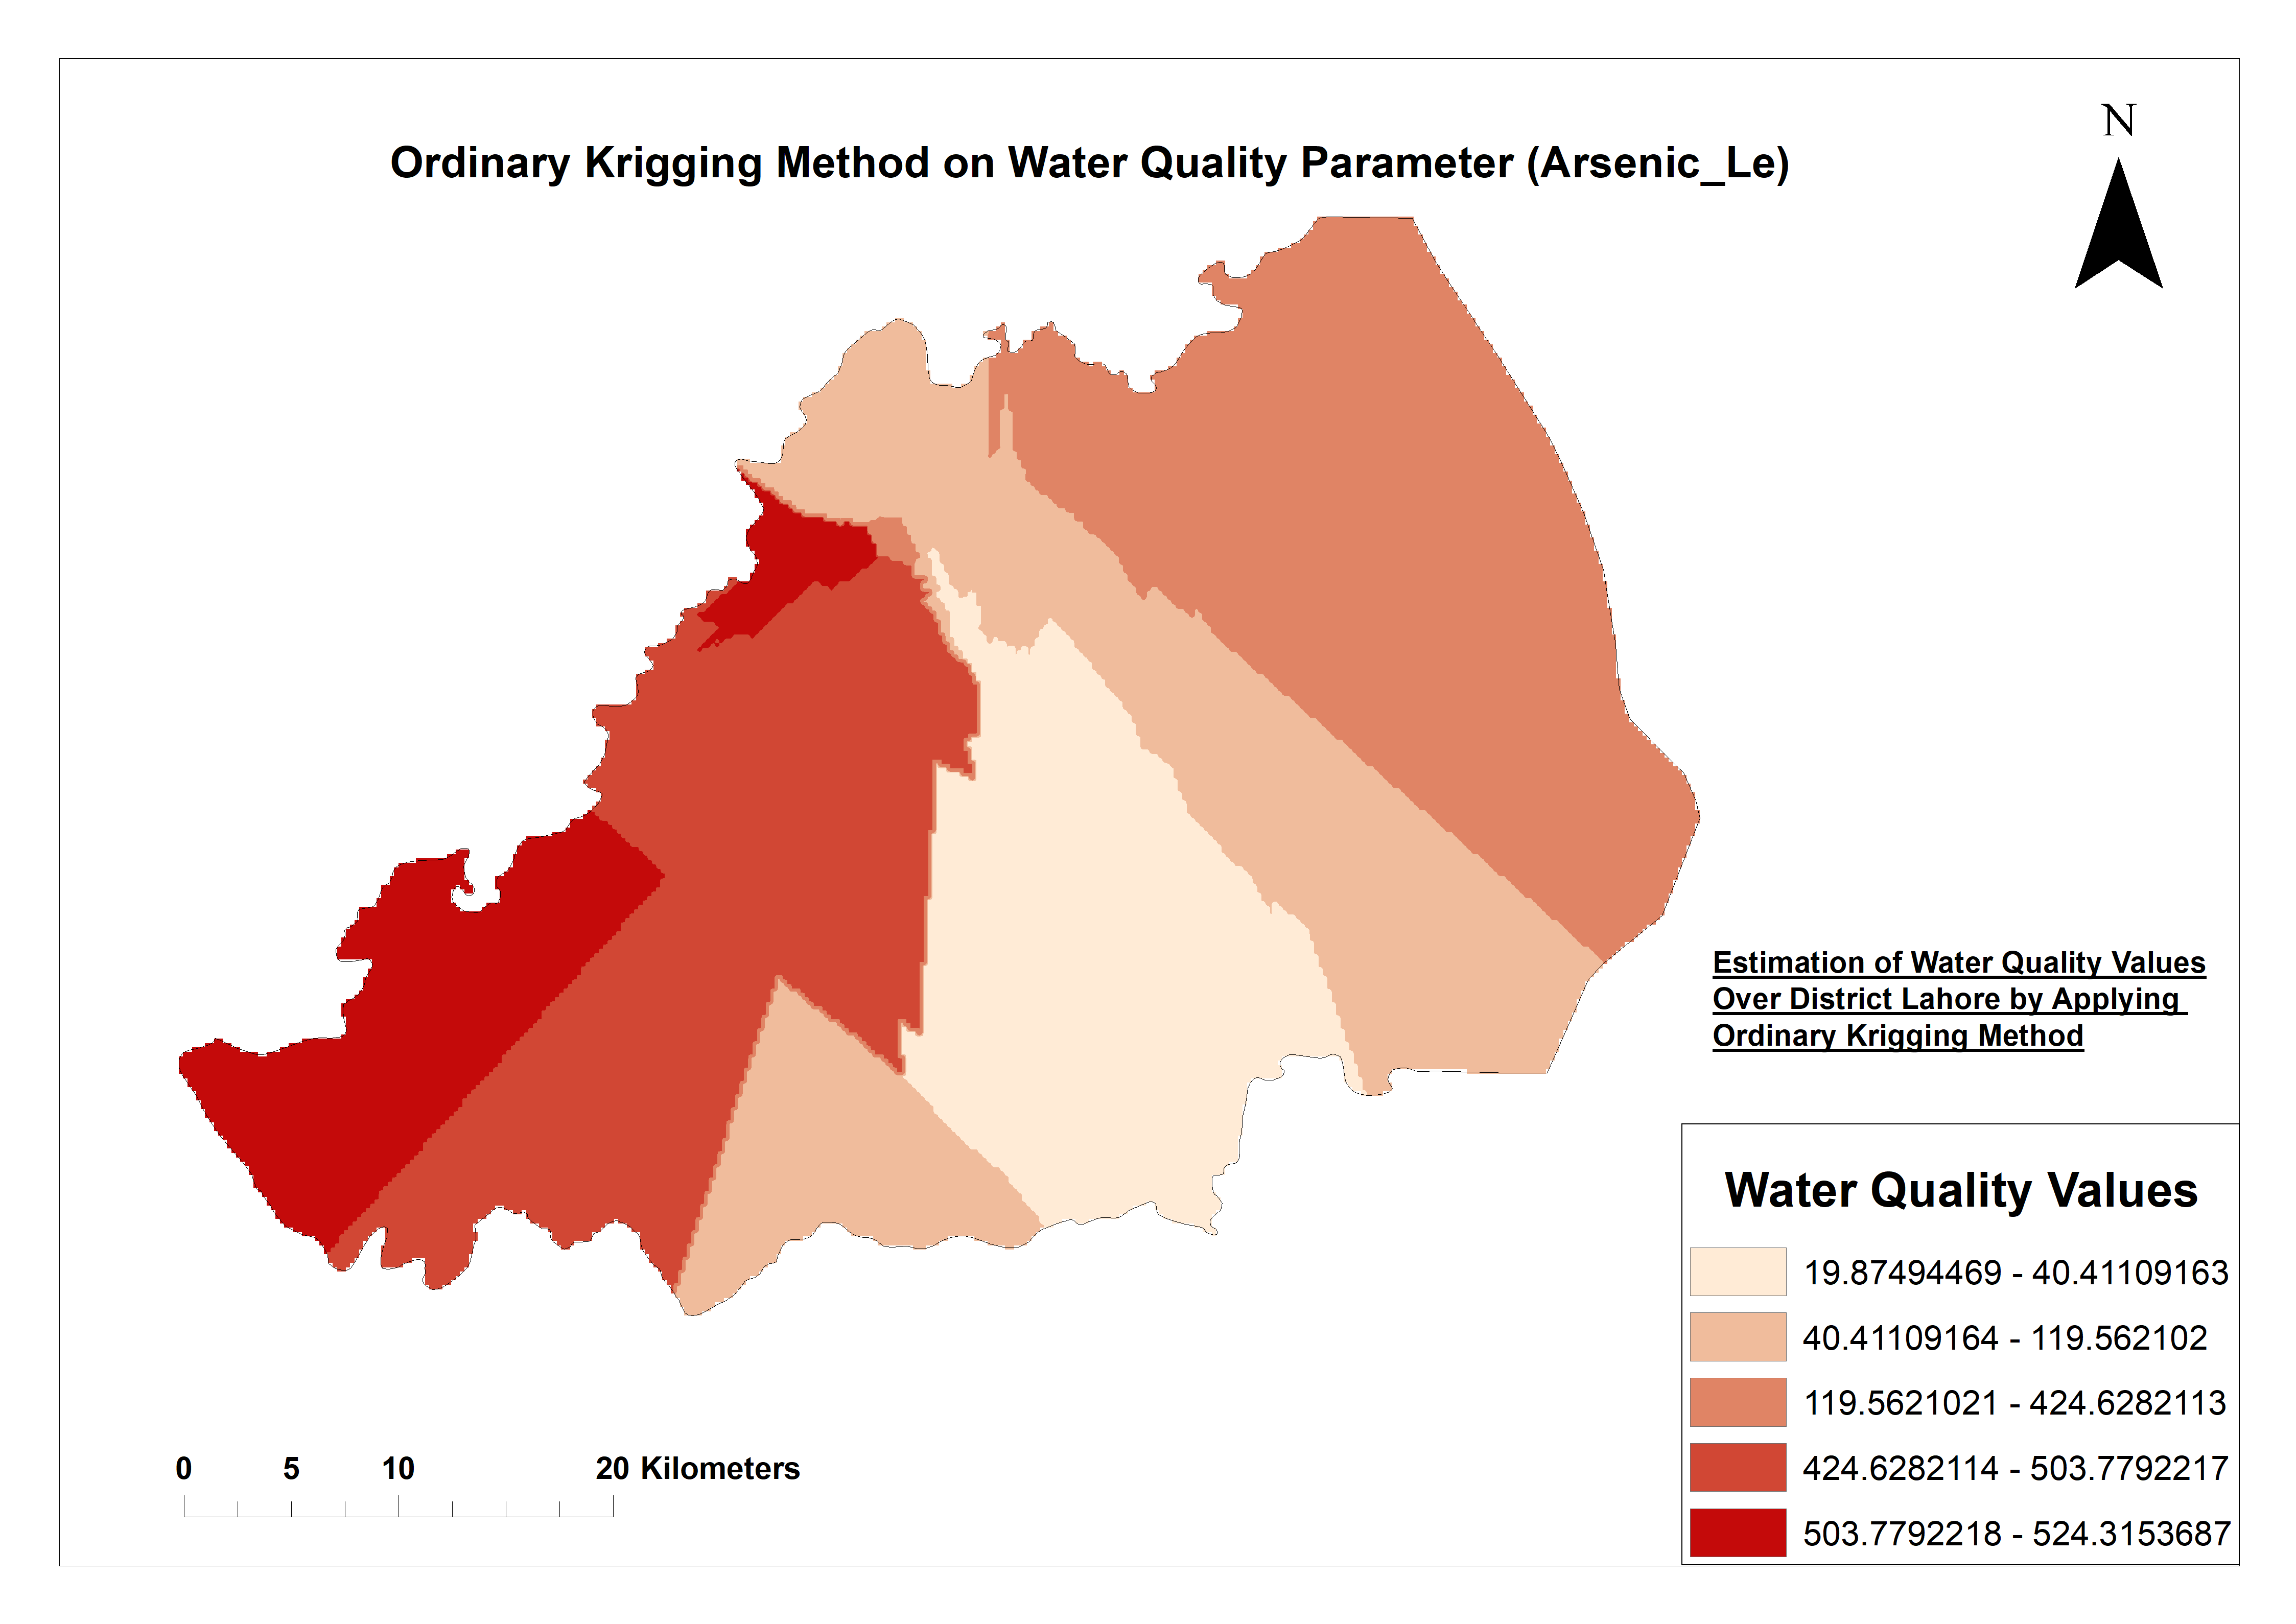 N
Ordinary Krigging Method on Water Quality Parameter (Arsenic_Le)
Estimation of Water Quality Values
Over District Lahore by Applying
Ordinary Krigging Method
Water Quality Values
19.87494469 - 40.41109163
40.41109164 - 119.562102
119.5621021 - 424.6282113
424.6282114 - 503.7792217
503.7792218 - 524.3153687
0 5 10 20 Kilometers